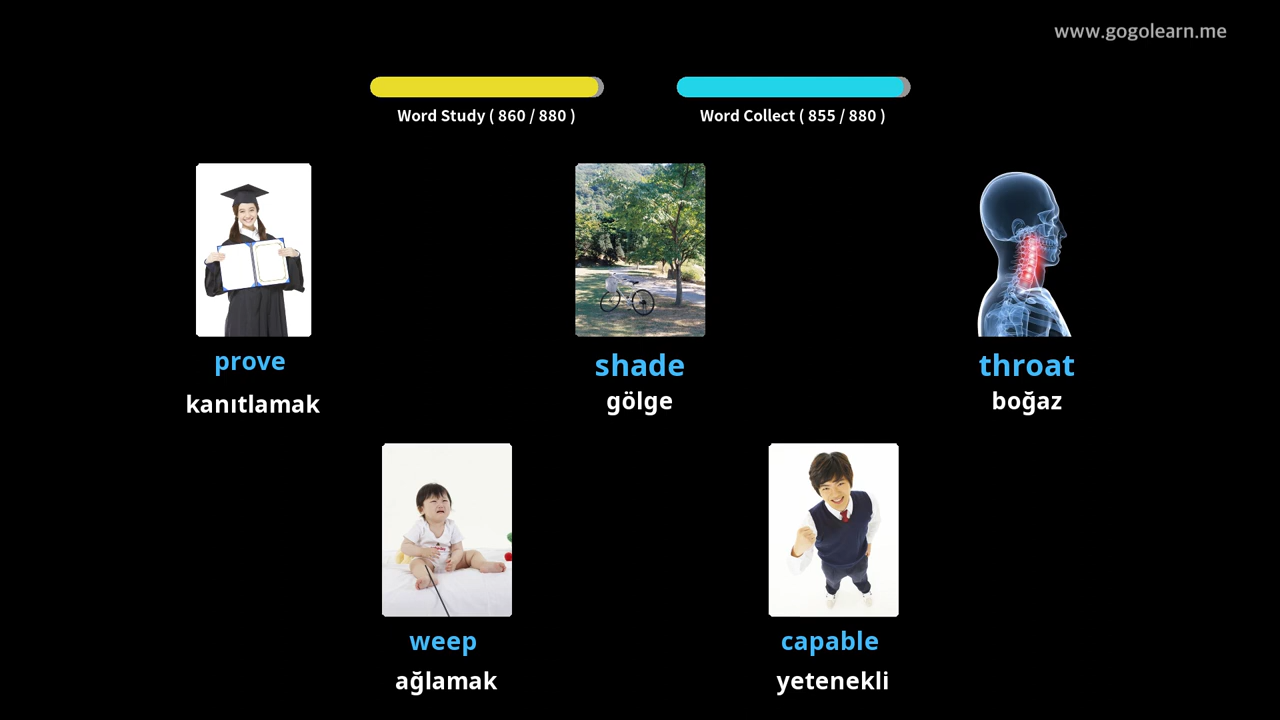 www.gogolearn.me
Word Study ( 860 / 880 )
Word Collect ( 855 / 880 )
prove
kanıtlamak
shade
gölge
throat
boğaz
weep
ağlamak
capable
yetenekli